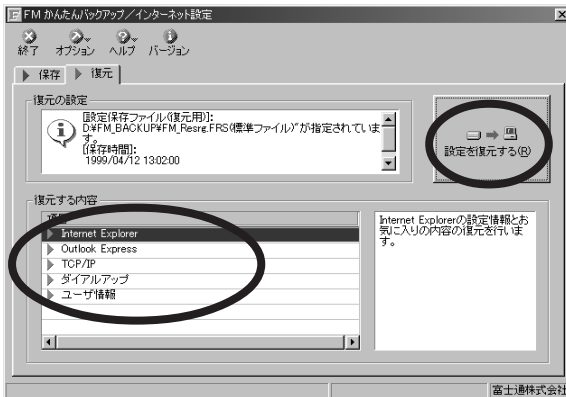 FM かんたんバックアップ／インターネット設定
終了 オプション ヘルプ バージョン
保存 復元
復元の設定
[設定保存ファイル(復元用)]:
D:¥FM_BACKUP¥FM_Resrg.FRS(標準ファイル)"が指定されていま
す。
[保存時間]:
1999/04/12 13:02:00
設定を復元する(R)
復元する内容
項目
Internet Explorer
Outlook Express
TCP/IP
ダイアルアップ
ユーザ情報
Internet Explorerの設定情報とお
気に入りの内容の復元を行いま
す。
富士通株式会社